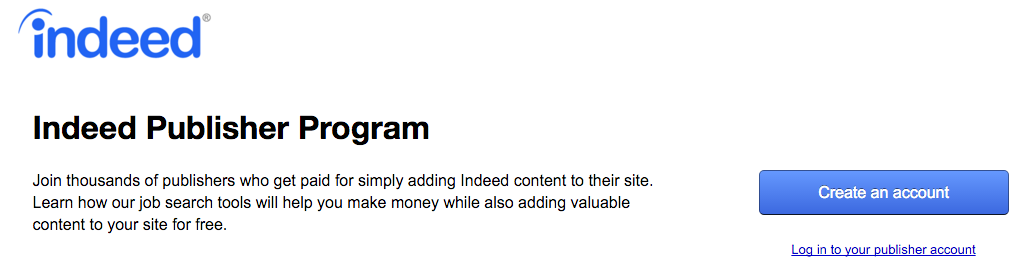 indeed®
Indeed Publisher Program
Join thousands of publishers who get paid for simply adding Indeed content to their site.
Learn how our job search tools will help you make money while also adding valuable
content to your site for free.
Create an account
Log in to your publisher account